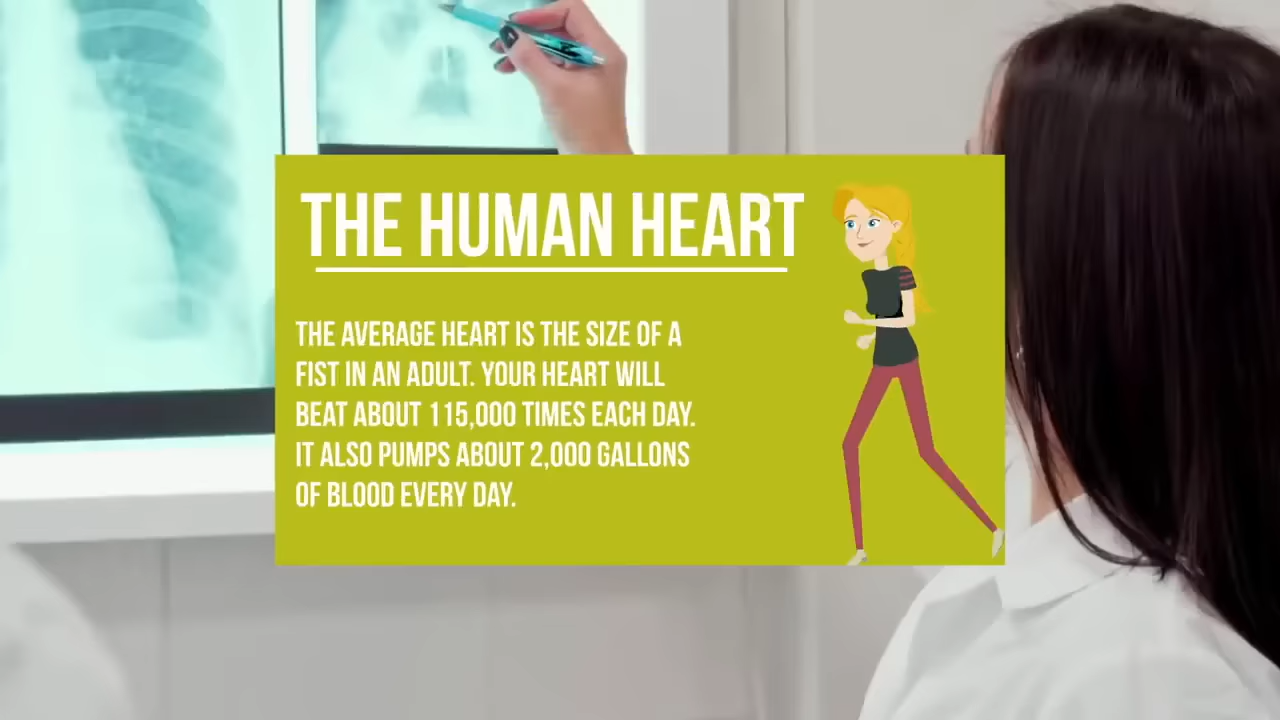 THE HUMAN HEART
THE AVERAGE HEART IS THE SIZE OF A
FIST IN AN ADULT. YOUR HEART WILL
BEAT ABOUT 115,000 TIMES EACH DAY.
IT ALSO PUMPS ABOUT 2,000 GALLONS
OF BLOOD EVERY DAY.